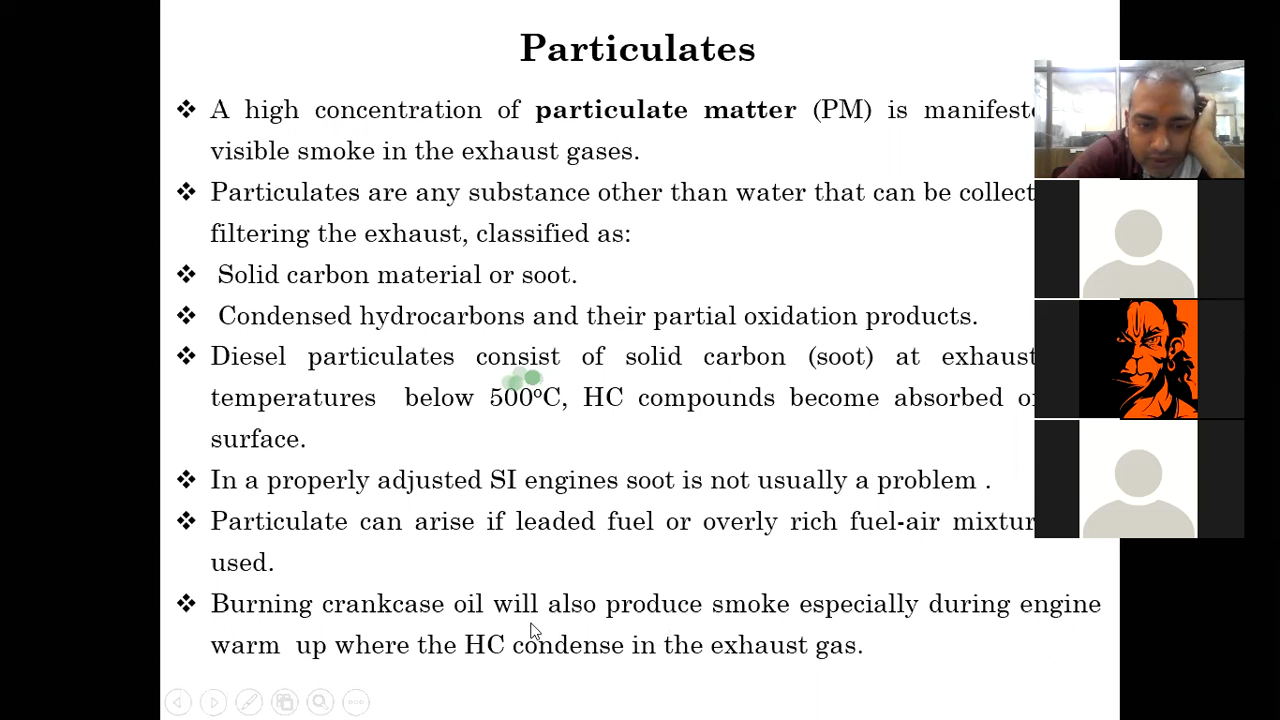 Particulates
❖ A high concentration of particulate matter (PM) is
visible smoke in the exhaust gases.
❖ Particulates are any substance other than water that can be
filtering the exhaust, classified as:
❖ Solid carbon material or soot.
❖ Condensed hydrocarbons and their partial oxidation products.
❖ Diesel particulates consist of solid carbon (soot) at exhaust
temperatures below 500ºC, HC compounds become absorbed
surface.
❖ In a properly adjusted SI engines soot is not usually a problem .
❖ Particulate can arise if leaded fuel or overly rich fuel-air
used.
❖ Burning crankcase oil will also produce smoke especially during engine
warm up where the HC condense in the exhaust gas.